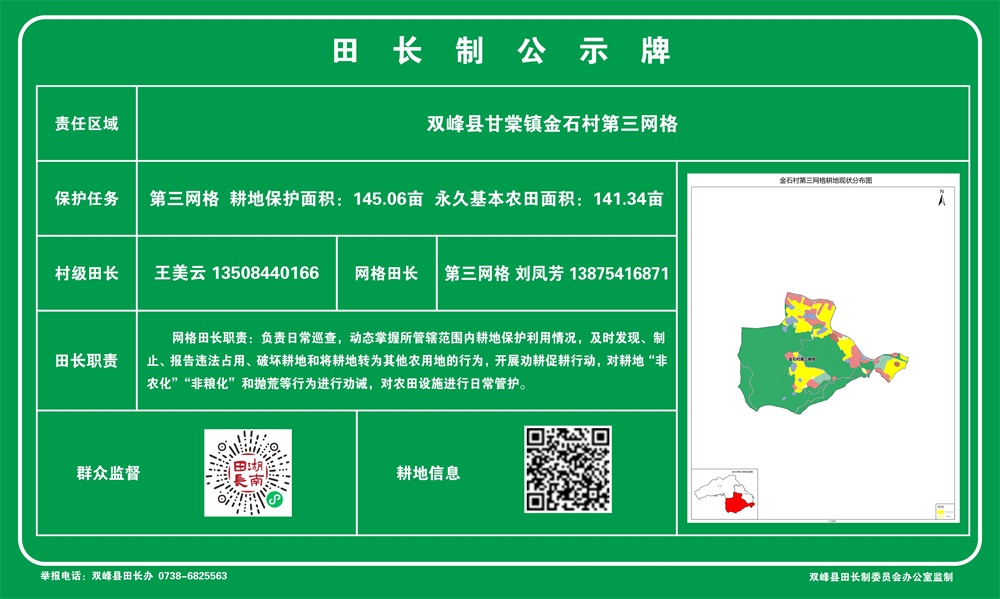 田长制公示牌
责任区域
双峰县甘棠镇金石村第三网格
保护任务
第三网格 耕地保护面积：145.06亩 永久基本农田面积：141.34亩
村级田长
王美云 13508440166
网格田长
第三网格 刘凤芳 13875416871
田长职责
网格田长职责：负责日常巡查，动态掌握所管辖范围内耕地保护利用情况，及时发现、制
止、报告违法占用、破坏耕地和将耕地转为其他农用地的行为，开展劝耕促耕行动，对耕地“非
农化”“非粮化”和抛荒等行为进行劝诫，对农田设施进行日常管护。
群众监督
湖南
田長
耕地信息
金石村第三网格耕地现状分布图
N
金石村第三网格
举报电话：双峰县田长办 0738-6825563
双峰县田长制委员会办公室监制